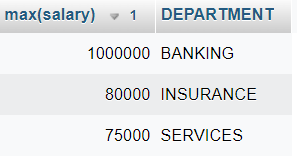 max(salary) 1 DEPARTMENT
1000000 BANKING
80000 INSURANCE
75000 SERVICES